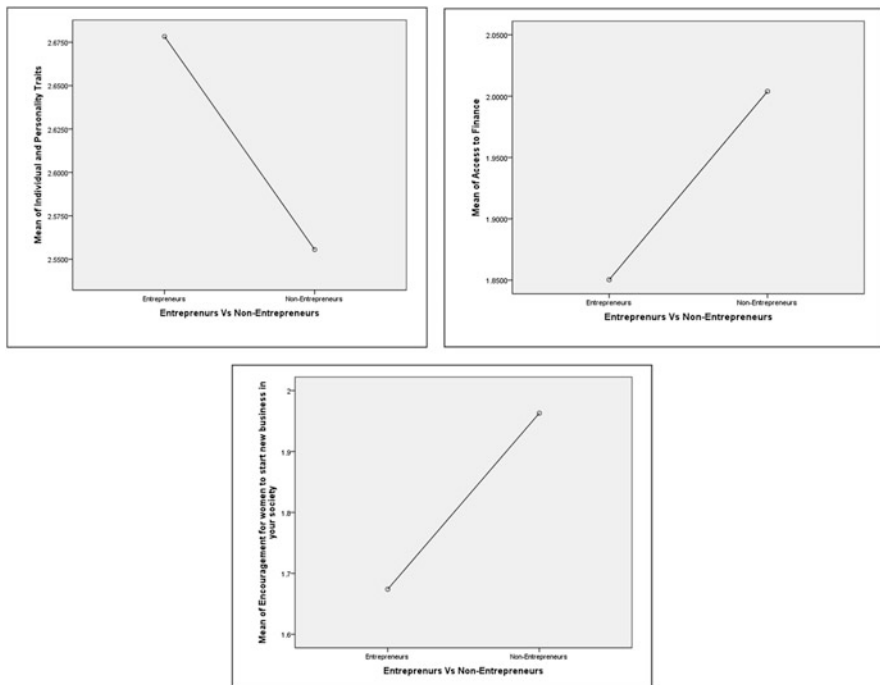 2.6750
2.6500
2.6250
2.6000
2.5750
2.5500
Mean of Individual and Personality Traits
Entrepreneurs Non-Entrepreneurs
Entreprenurs Vs Non-Entrepreneurs
2.0500
2.0000
1.9500
1.9000
1.8500
Mean of Access to Finance
Entrepreneurs Non-Entrepreneurs
Entreprenurs Vs Non-Entrepreneurs
2
1.9
1.8
1.7
1.6
Mean of Encouragement for women to start new business in
your society
Entrepreneurs Non-Entrepreneurs
Entreprenurs Vs Non-Entrepreneurs